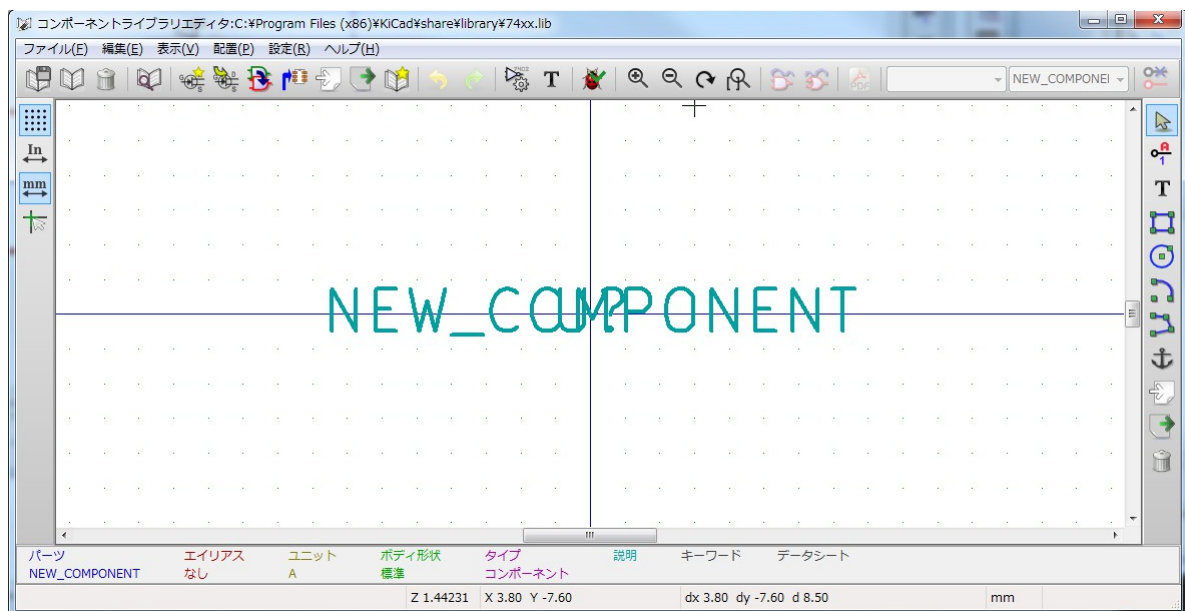 コンポーネントライブラリエディタ:C:¥Program Files (x86)¥KiCad¥share¥library¥74xx.lib
ファイル(F) 編集(E) 表示(V) 配置(P) 設定(R) ヘルプ(H)
T NEW_COMPONEI
In
mm
T
NEW_COMPONENT
U?
パーツ エイリアス ユニット ボディ形状 タイプ 説明 キーワード データシート
NEW_COMPONENT なし A 標準 コンポーネント
Z 1.44231 X 3.80 Y -7.60 dx 3.80 dy -7.60 d 8.50 mm